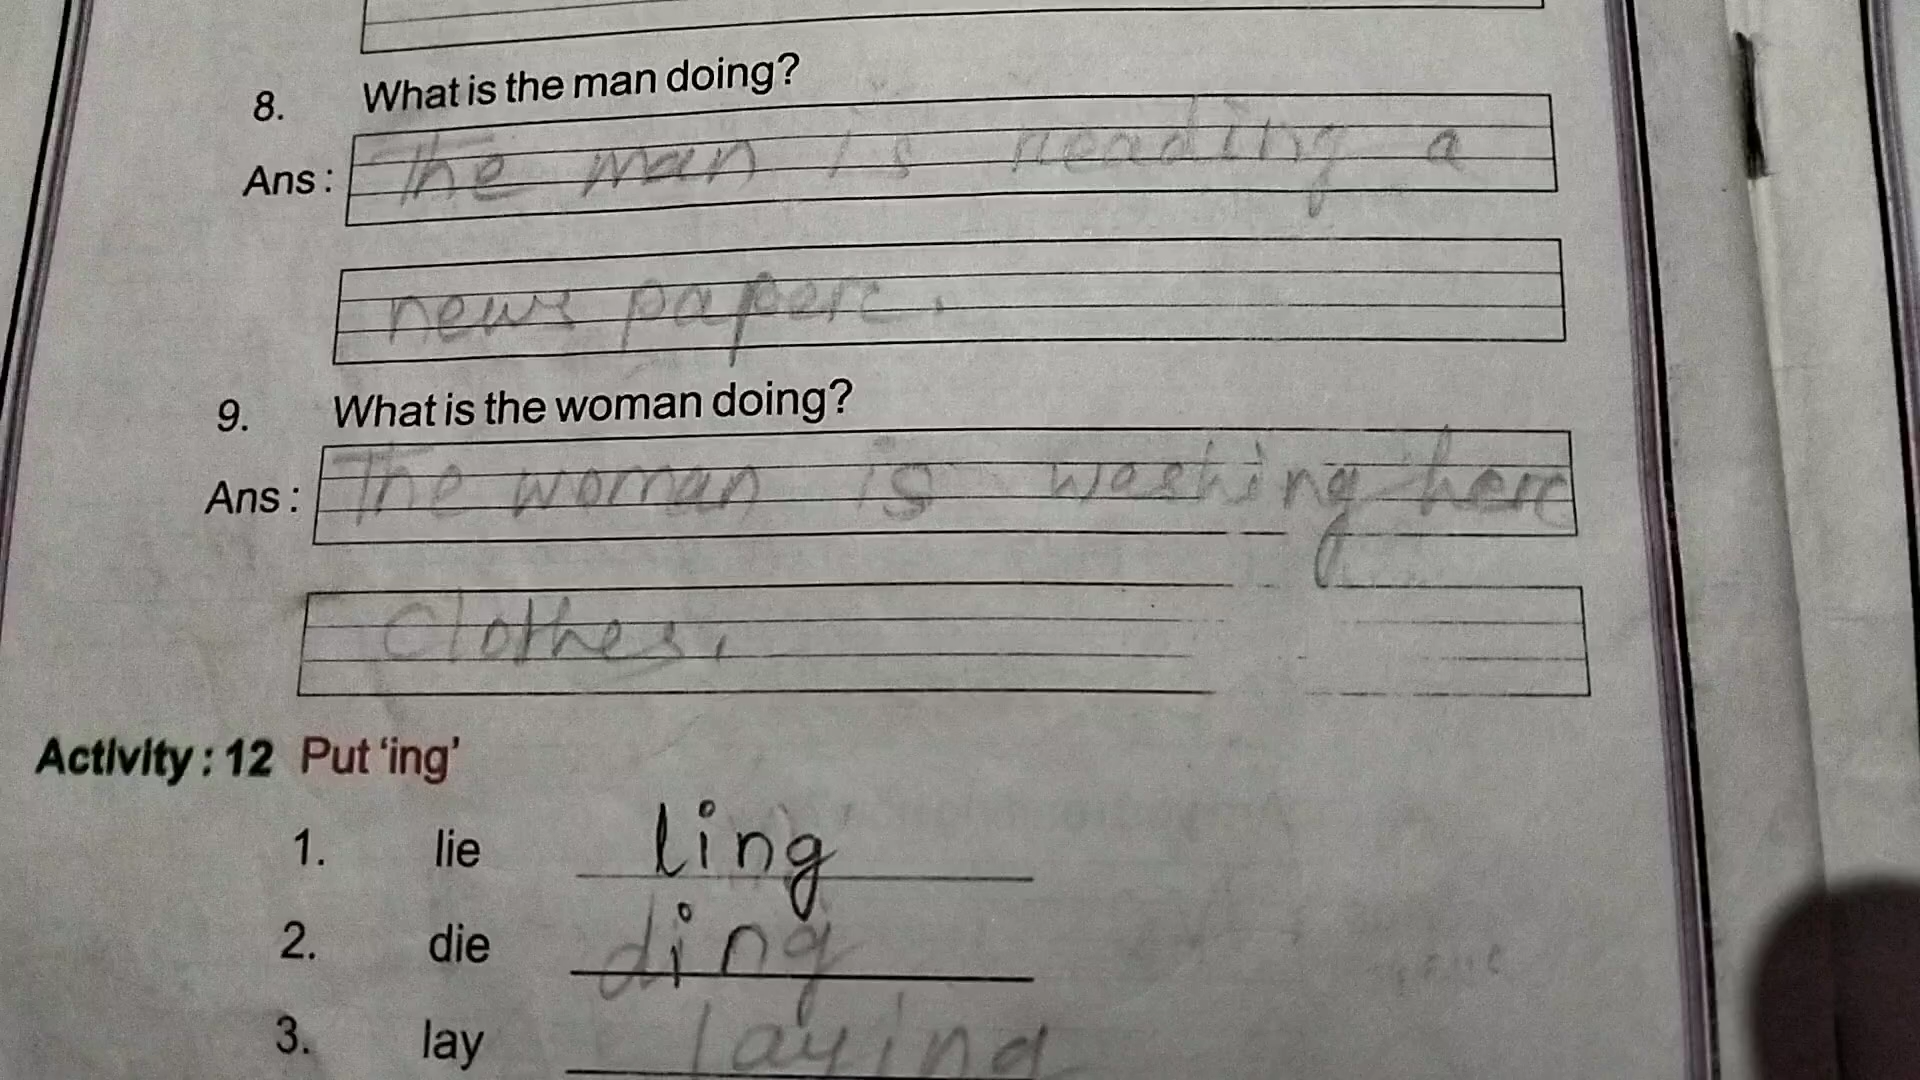 8. What is the man doing?
Ans : The man is reading a
news paper.
9. What is the woman doing?
Ans : The woman is washing here
Clothes.
Activity : 12 Put 'ing'
1. lie ling
2. die ding
3. lay laying